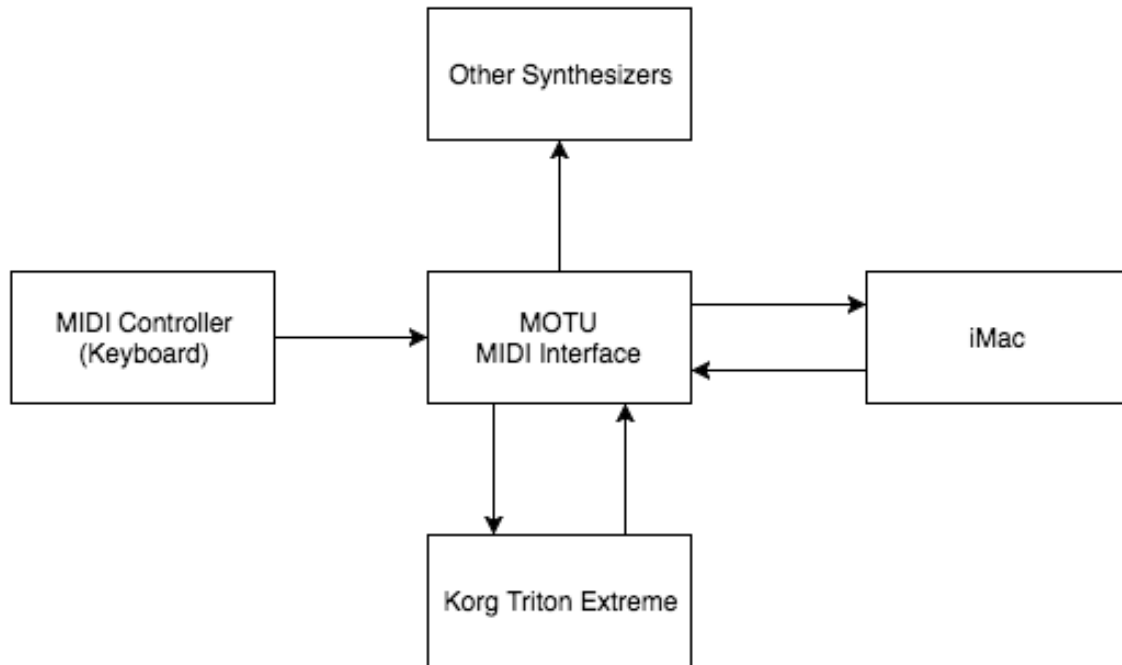 Other Synthesizers
MIDI Controller
(Keyboard)
MOTU
MIDI Interface
iMac
Korg Triton Extreme